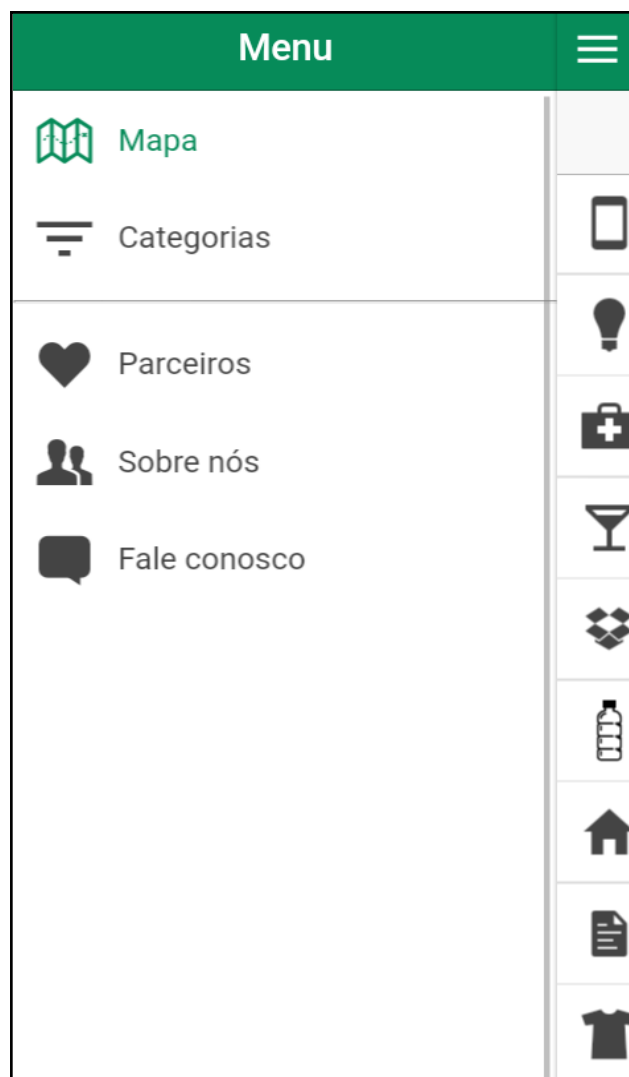 Menu
Mapa
Categorias
Parceiros
Sobre nós
Fale conosco